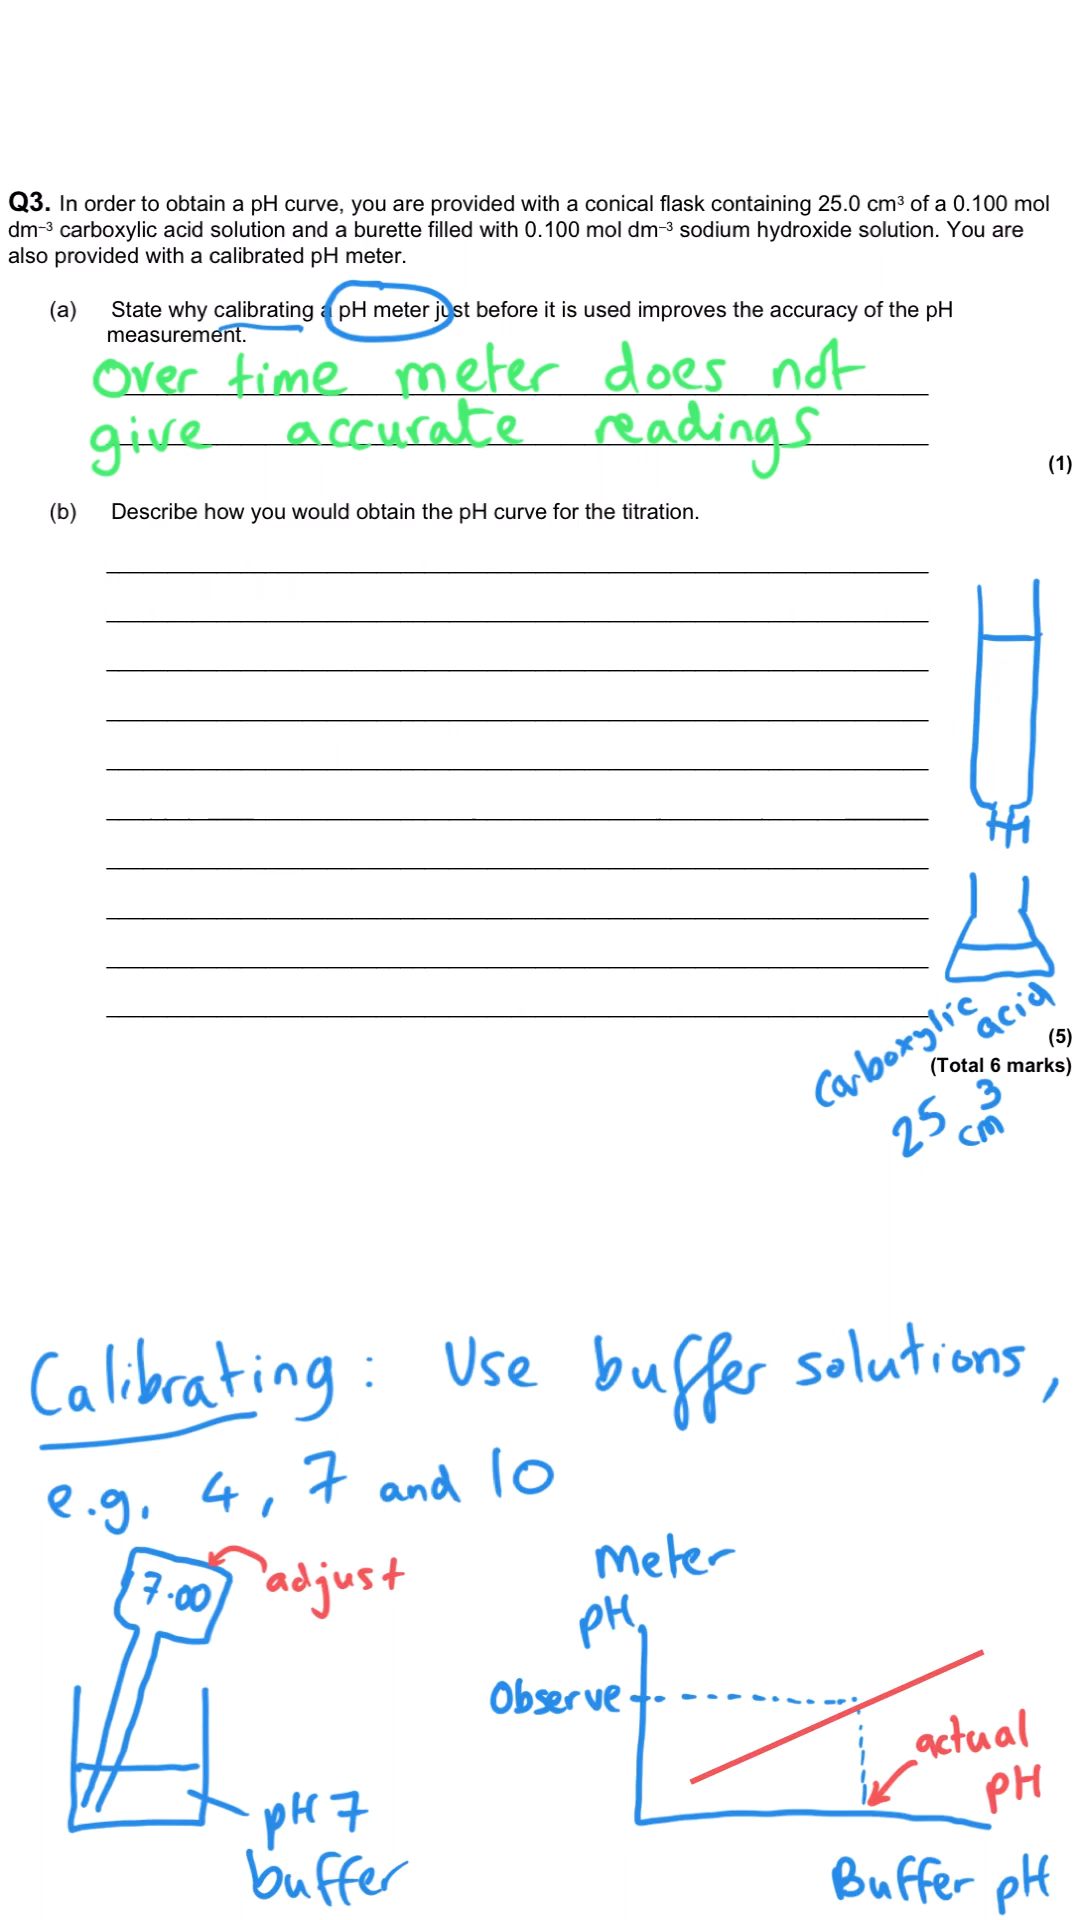 Q3. In order to obtain a pH curve, you are provided with a conical flask containing 25.0 cm³ of a 0.100 mol
dm⁻³ carboxylic acid solution and a burette filled with 0.100 mol dm⁻³ sodium hydroxide solution. You are
also provided with a calibrated pH meter.
(a) State why calibrating a pH meter just before it is used improves the accuracy of the pH
measurement.
Over time meter does not
give accurate readings
(1)
(b) Describe how you would obtain the pH curve for the titration.
carboxylic acid
(5)
(Total 6 marks)
25 cm³
Calibrating: Use buffer solutions,
e.g. 4, 7 and 10
7.00
adjust
pH 7
buffer
Meter
pH
Observe
actual
pH
Buffer pH